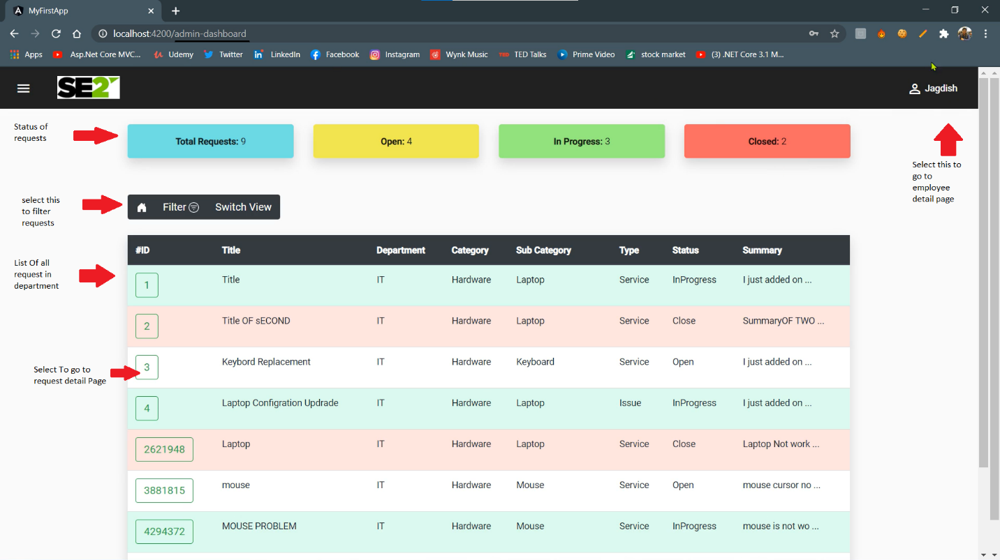 MyFirstApp
localhost:4200/admin-dashboard
Apps Asp.Net Core MVC... Udemy Twitter LinkedIn Facebook Instagram Wynk Music TED Talks Prime Video stock market (3) .NET Core 3.1 M...
SE2 Jagdish
Status of
requests
Total Requests: 9 Open: 4 In Progress: 3 Closed: 2
Select this to
go to
employee
detail page
select this
to filter
requests
Filter Switch View
#ID Title Department Category Sub Category Type Status Summary
List Of all
request in
department
1 Title IT Hardware Laptop Service InProgress I just added on ...
2 Title OF sECOND IT Hardware Laptop Service Close SummaryOF TWO ...
Select To go to
request detail Page
3 Keybord Replacement IT Hardware Keyboard Service Open I just added on ...
4 Laptop Configration Updrade IT Hardware Laptop Issue InProgress I just added on ...
2621948 Laptop IT Hardware Laptop Service Close Laptop Not work ...
3881815 mouse IT Hardware Mouse Service Open mouse cursor no ...
4294372 MOUSE PROBLEM IT Hardware Mouse Service InProgress mouse is not wo ...